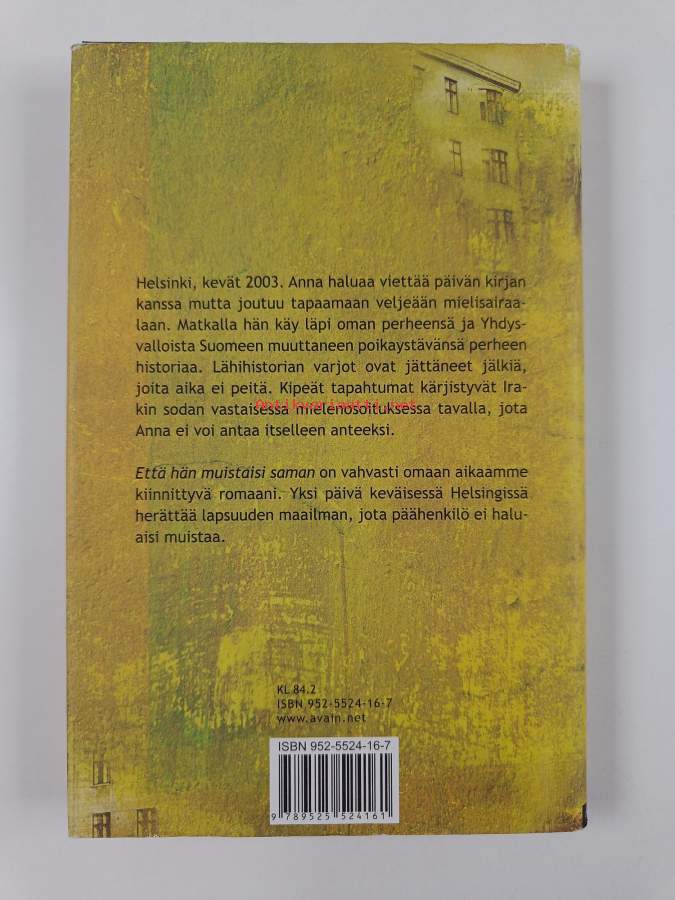 Helsinki, kevät 2003. Anna haluaa viettää päivän kirjan
kanssa mutta joutuu tapaamaan veljeään mielisairaa-
laan. Matkalla hän käy läpi oman perheensä ja Yhdys-
valloista Suomeen muuttaneen poikaystävänsä perheen
historiaa. Lähihistorian varjot ovat jättäneet jälkiä,
joita aika ei peitä. Kipeät tapahtumat kärjistyvät Ira-
Antikvariaatti.net
kin sodan vastaisessa mielenosoituksessa tavalla, jota
Anna ei voi antaa itselleen anteeksi.
Että hän muistaisi saman on vahvasti omaan aikaamme
kiinnittyvä romaani. Yksi päivä keväisessä Helsingissä
herättää lapsuuden maailman, jota päähenkilö ei halu-
aisi muistaa.
KL 84.2
ISBN 952-5524-16-7
www.avain.net
ISBN 952-5524-16-7
9 789525 524161